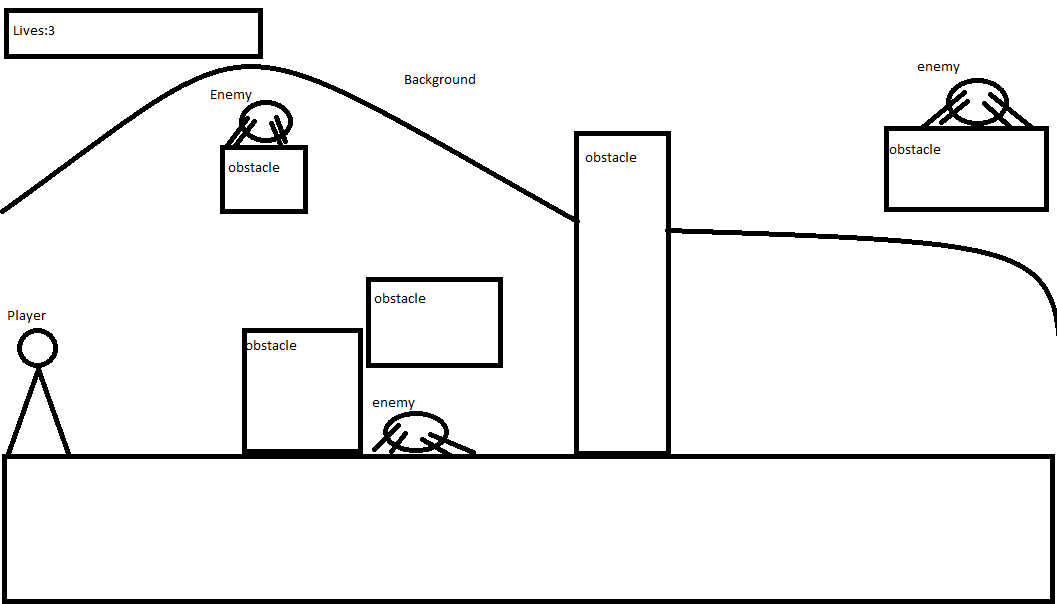 Lives:3
Background
enemy
Enemy
obstacle
obstacle
obstacle
obstacle
Player
obstacle
enemy